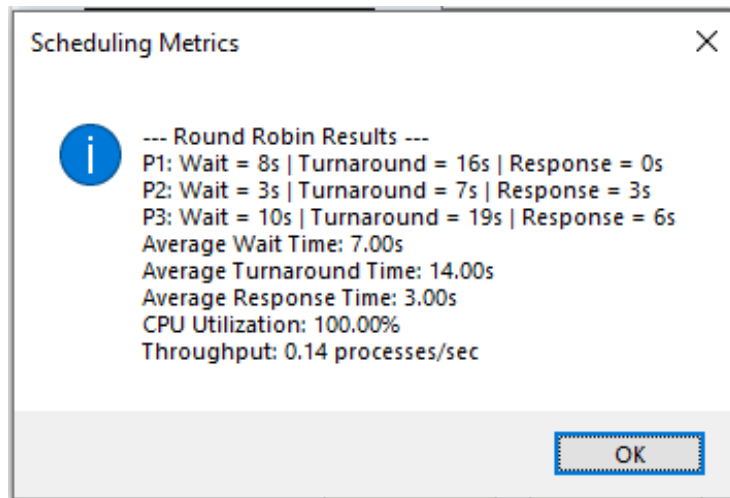 Scheduling Metrics
--- Round Robin Results ---
P1: Wait = 8s | Turnaround = 16s | Response = 0s
P2: Wait = 3s | Turnaround = 7s | Response = 3s
P3: Wait = 10s | Turnaround = 19s | Response = 6s
Average Wait Time: 7.00s
Average Turnaround Time: 14.00s
Average Response Time: 3.00s
CPU Utilization: 100.00%
Throughput: 0.14 processes/sec
OK